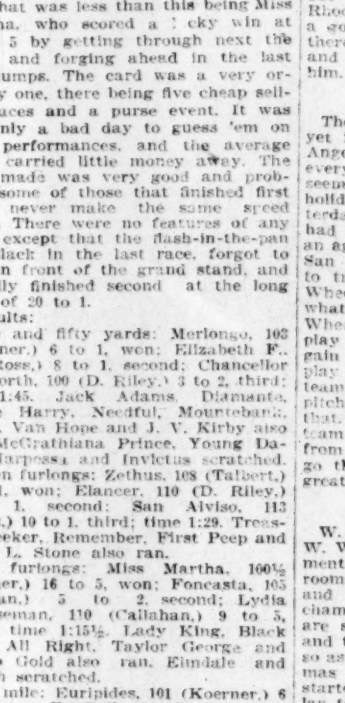 hat was less than this being Miss
na, who scored a cky win at
5 by getting through next the
and forging ahead in the last
umps. The card was a very or-
y one, there being five cheap sell-
aces and a purse event. It was
nly a bad day to guess 'em on
performances, and the average
carried little money away. The
made was very good and prob-
some of those that finished first
never make the same speed
There were no features of any
except that the flash-in-the-pan
lack in the last race, forgot to
n front of the grand stand, and
lly finished second at the long
of 20 to 1.
ults:
and fifty yards: Merlongo, 103
ner,) 6 to 1, won; Elizabeth F.,
Ross,) 8 to 1, second; Chancellor
orth, 100 (D. Riley,) 3 to 2, third;
1:45. Jack Adams, Diamante,
Harry, Needful, Mountebank,
Van Hope and J. V. Kirby also
McGrathiana Prince, Young Da-
Marpessa and Invictus scratched.
en furlongs: Zethus, 108 (Talbert,)
1, won; Elancer, 110 (D. Riley,)
1, second; San Alviso, 113
,) 10 to 1, third; time 1:29. Treas-
eeker, Remember, First Peep and
L. Stone also ran.
furlongs: Miss Martha, 100½
er,) 16 to 5, won; Foncasta, 105
an,) 5 to 2, second; Lydia
seman, 110 (Callahan,) 9 to 5,
time 1:15½. Lady King, Black
All Right, Taylor George and
Gold also ran. Elmdale and
h scratched.
mile: Euripides, 101 (Koerner,) 6
Rhod
a go
there
and
him.
Th
yet
Ange
every
seem
holid
terda
had
an a
San
to t
Whee
what
Whee
play
gain
play
team
pitch
that.
team
from
go th
great
W.
W. W
ment
room
and
cham
are s
and t
so as
mas
starte